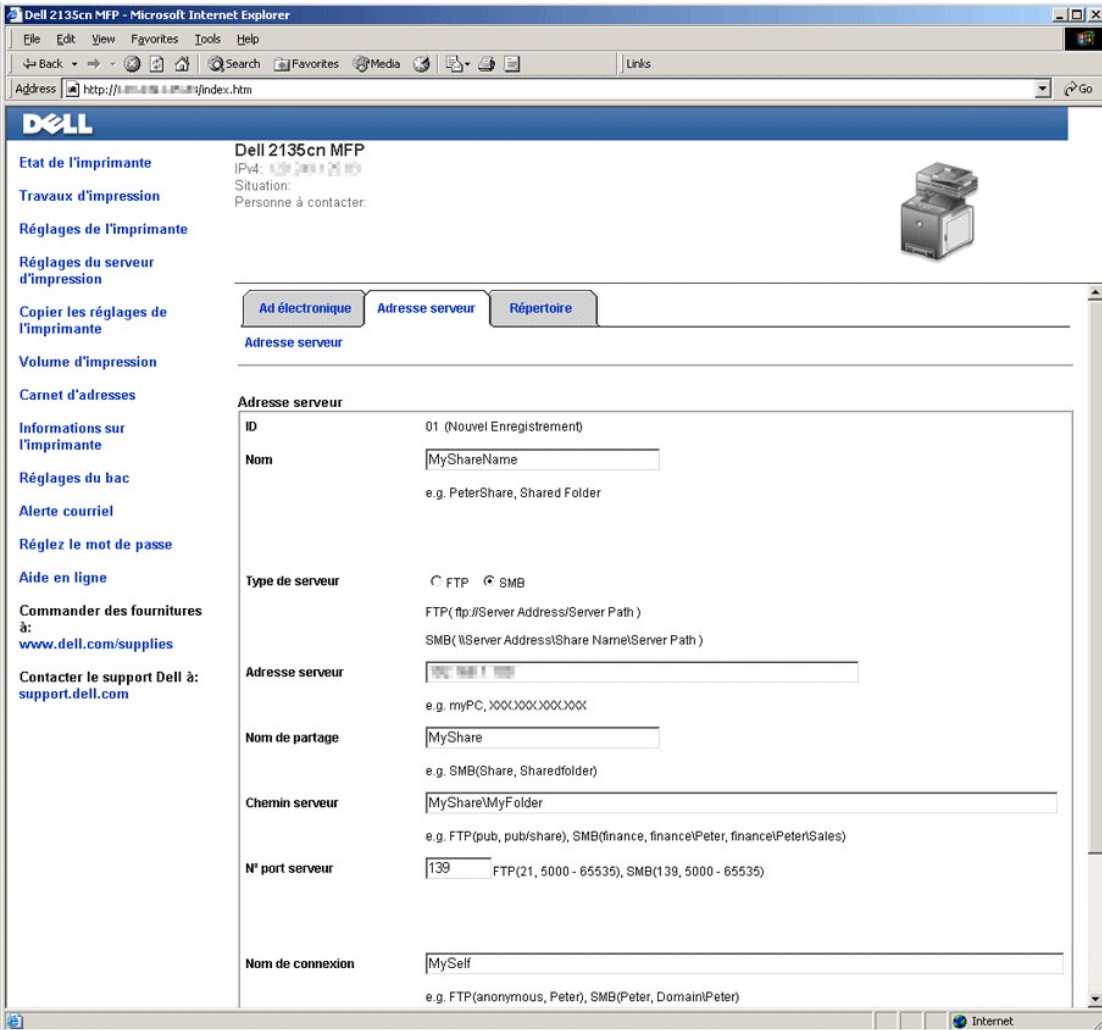 Dell 2135cn MFP - Microsoft Internet Explorer
File Edit View Favorites Tools Help
Back Search Favorites Media Links
Address http:// /index.htm Go
DELL
Dell 2135cn MFP
IPv4:
Situation:
Personne à contacter:
Etat de l'imprimante
Travaux d'impression
Réglages de l'imprimante
Réglages du serveur
d'impression
Copier les réglages de
l'imprimante
Volume d'impression
Carnet d'adresses
Informations sur
l'imprimante
Réglages du bac
Alerte courriel
Réglez le mot de passe
Aide en ligne
Commander des fournitures
à:
www.dell.com/supplies
Contacter le support Dell à:
support.dell.com
Ad électronique Adresse serveur Répertoire
Adresse serveur
Adresse serveur
ID 01 (Nouvel Enregistrement)
Nom MyShareName
e.g. PeterShare, Shared Folder
Type de serveur FTP SMB
FTP( ftp://Server Address/Server Path )
SMB( \\Server Address\Share Name\Server Path )
Adresse serveur
e.g. myPC, XXX.XXX.XXX.XXX
Nom de partage MyShare
e.g. SMB(Share, Sharedfolder)
Chemin serveur MyShare\MyFolder
e.g. FTP(pub, pub/share), SMB(finance, finance\Peter, finance\Peter\Sales)
Nº port serveur 139 FTP(21, 5000 - 65535), SMB(139, 5000 - 65535)
Nom de connexion MySelf
e.g. FTP(anonymous, Peter), SMB(Peter, Domain\Peter)
Internet